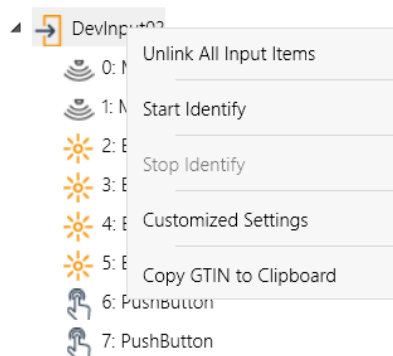 DevInput02
Unlink All Input Items
0:
1:
Start Identify
2:
Stop Identify
3:
4:
Customized Settings
5:
Copy GTIN to Clipboard
6: PushButton
7: PushButton